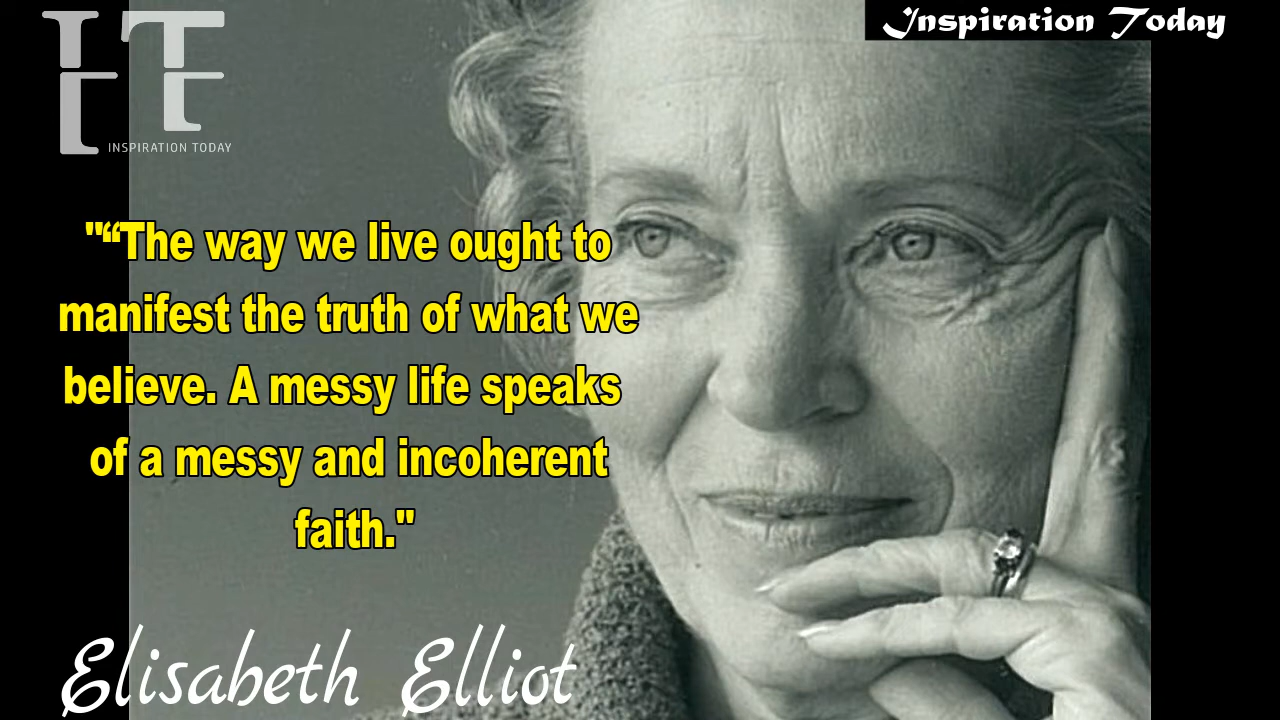 Inspiration Today
INSPIRATION TODAY
"“The way we live ought to
manifest the truth of what we
believe. A messy life speaks
of a messy and incoherent
faith."
Elisabeth Elliot